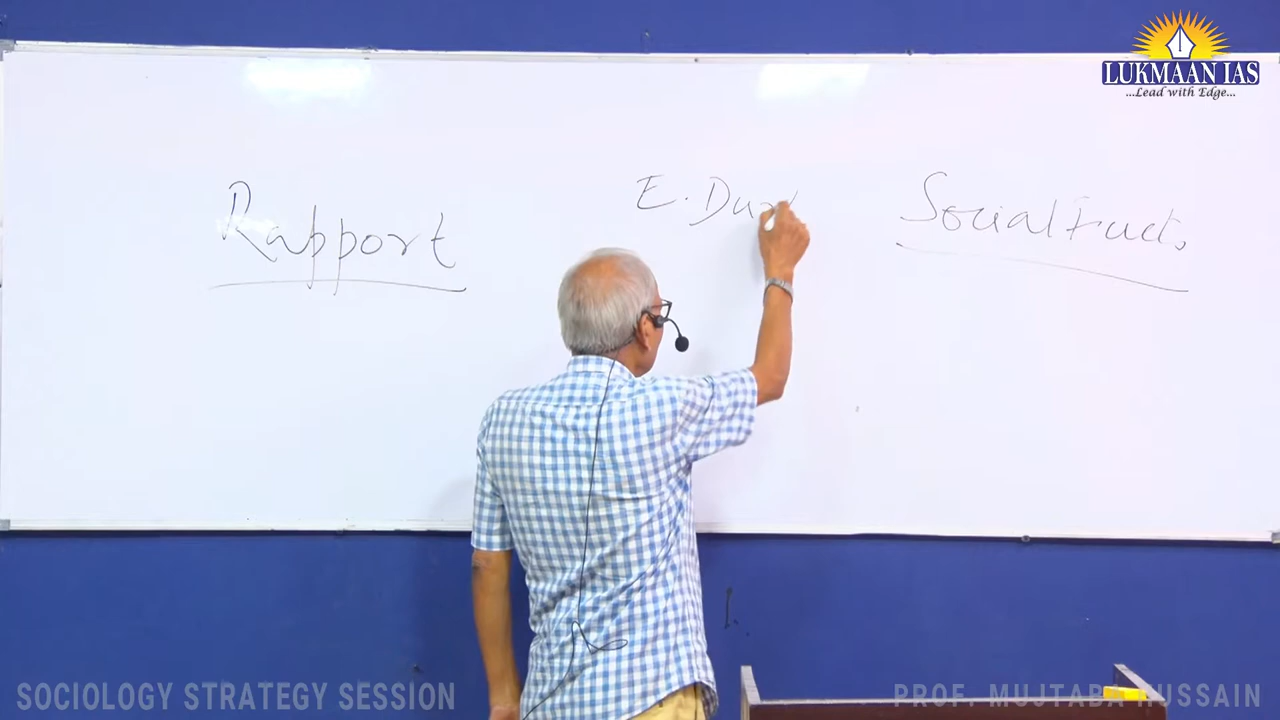 LUKMAAN IAS
...Lead with Edge...
Rapport
E. Dur
Social Fact.
SOCIOLOGY STRATEGY SESSION
PROF. MUJTABA HUSSAIN